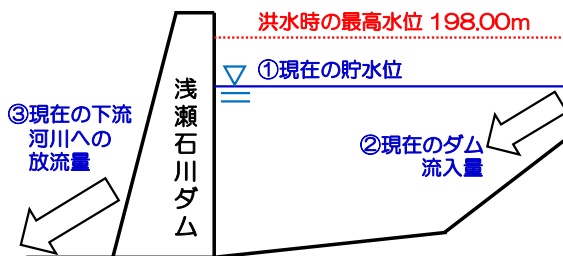 洪水時の最高水位 198.00m
①現在の貯水位
浅瀬石川ダム
③現在の下流
河川への
放流量
②現在のダム
流入量